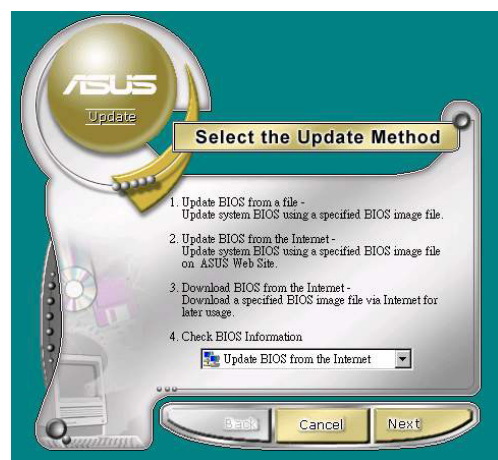 ASUS
Update
Select the Update Method
1. Update BIOS from a file -
Update system BIOS using a specified BIOS image file.
2. Update BIOS from the Internet -
Update system BIOS using a specified BIOS image file
on ASUS Web Site.
3. Download BIOS from the Internet -
Download a specified BIOS image file via Internet for
later usage.
4. Check BIOS Information
Update BIOS from the Internet
Back
Cancel
Next